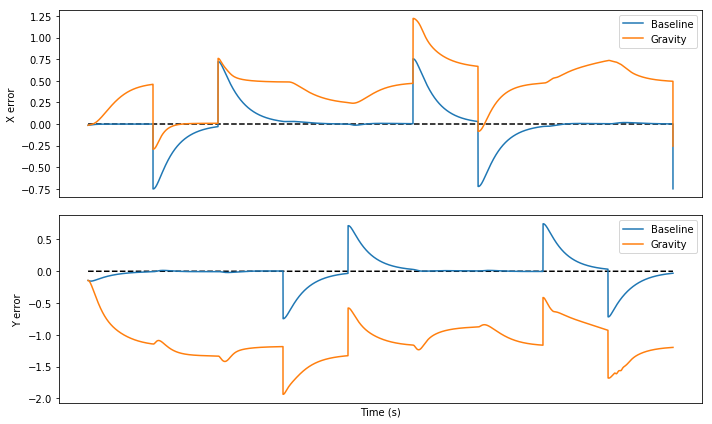 1.25
1.00
0.75
0.50
0.25
0.00
−0.25
−0.50
−0.75
X error
Baseline
Gravity
0.5
0.0
−0.5
−1.0
−1.5
−2.0
Y error
Baseline
Gravity
Time (s)